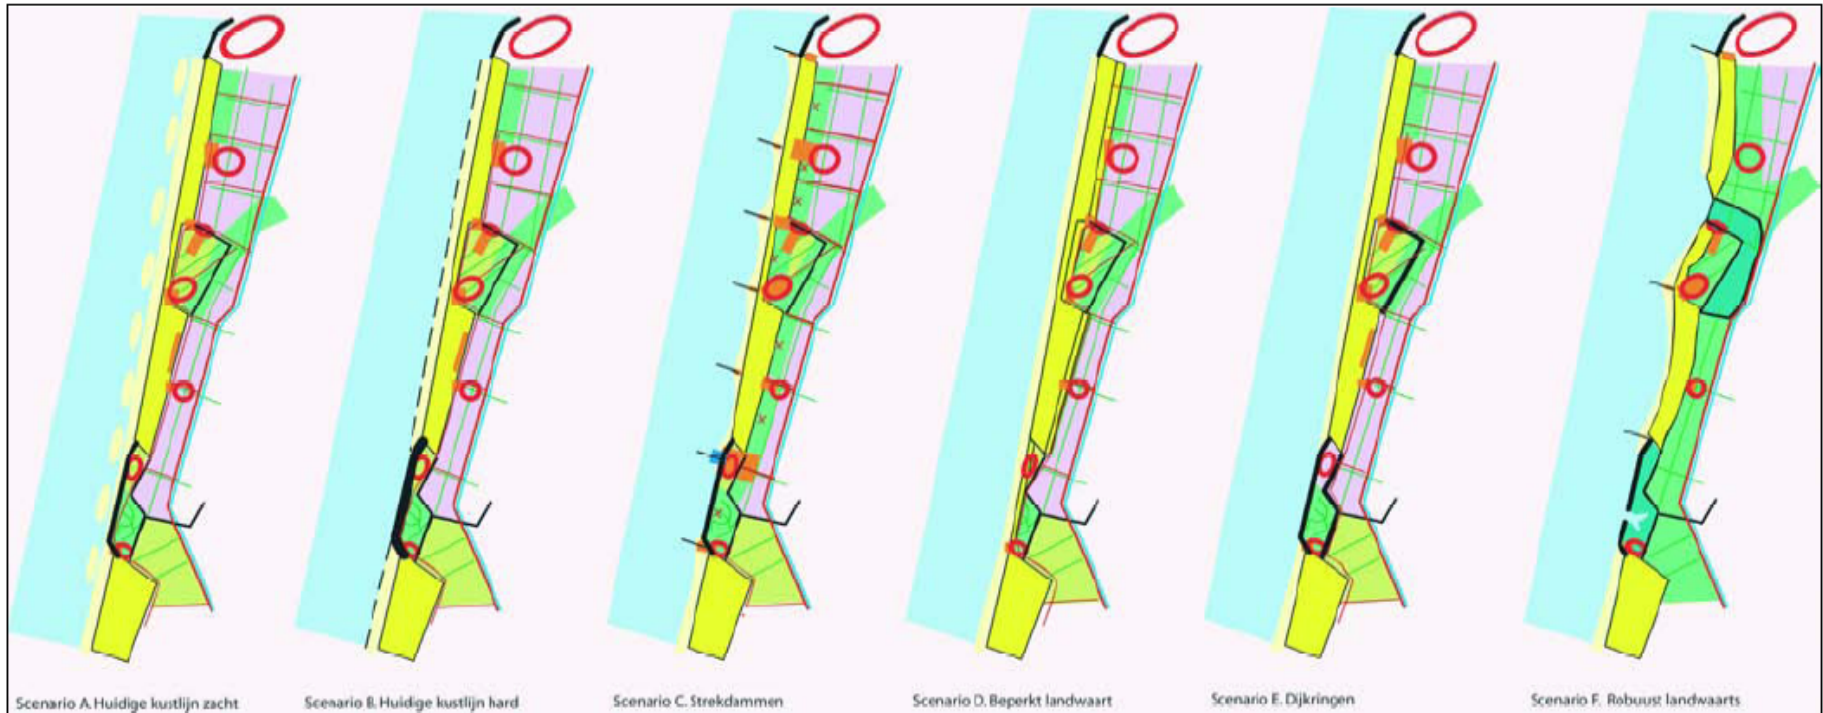 Scenario A. Huidige kustlijn zacht
Scenario B. Huidige kustlijn hard
Scenario C. Strekdammen
Scenario D. Beperkt landwaart
Scenario E. Dijkringen
Scenario F. Robuust landwaarts